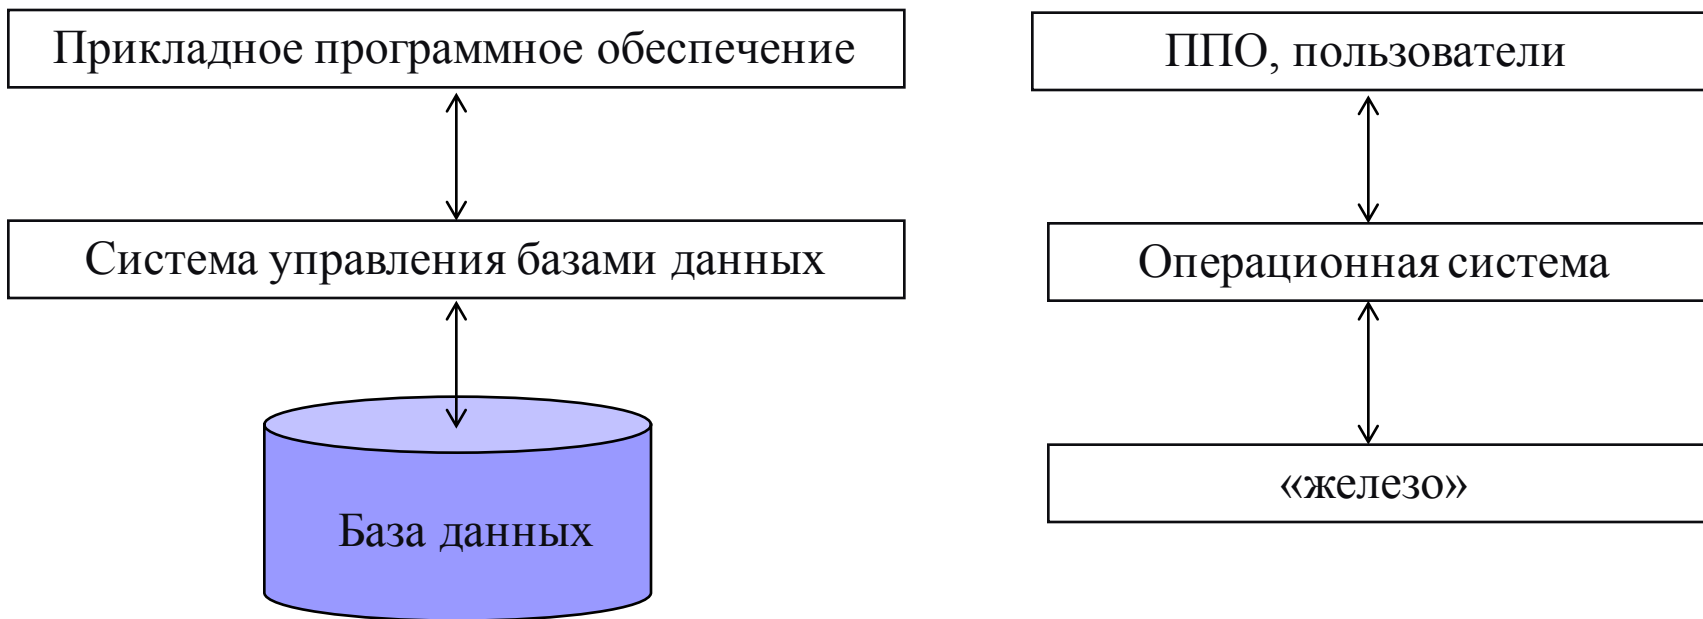 Прикладное программное обеспечение
Система управления базами данных
База данных
ППО, пользователи
Операционная система
«железо»